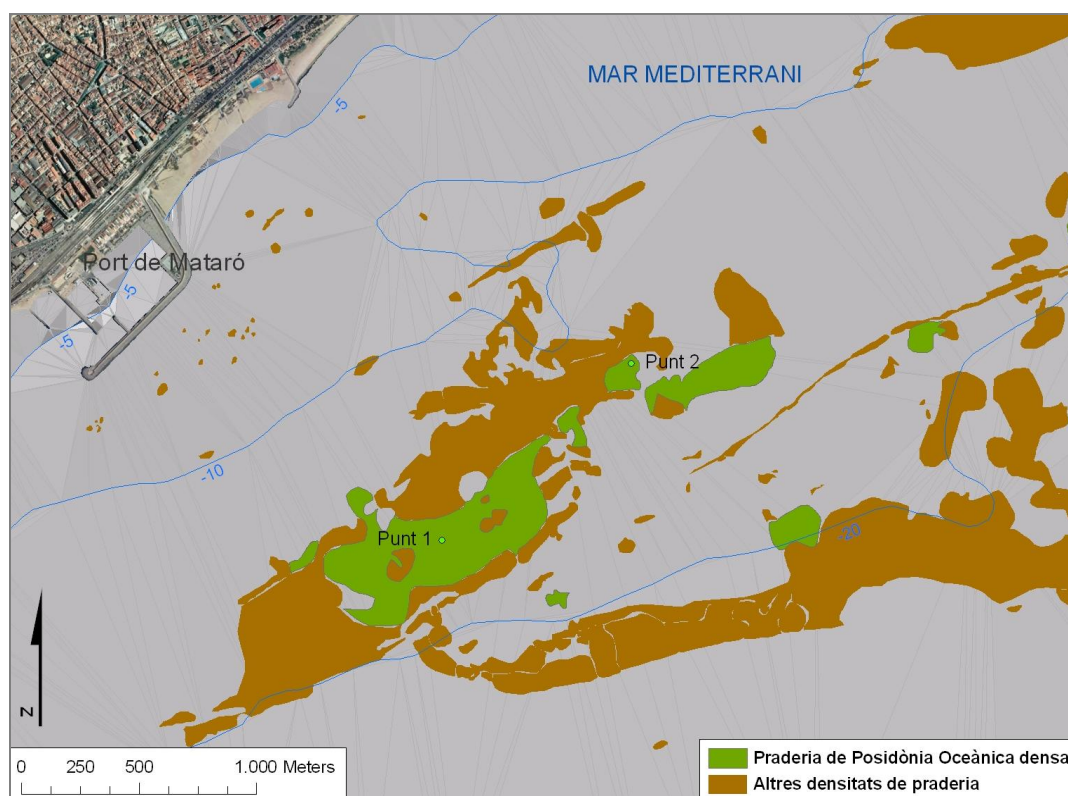 MAR MEDITERRANI
-5
Port de Mataró
-5
-5
Punt 2
-10
Punt 1
-20
N
0 250 500 1.000 Meters
Praderia de Posidònia Oceànica densa
Altres densitats de praderia